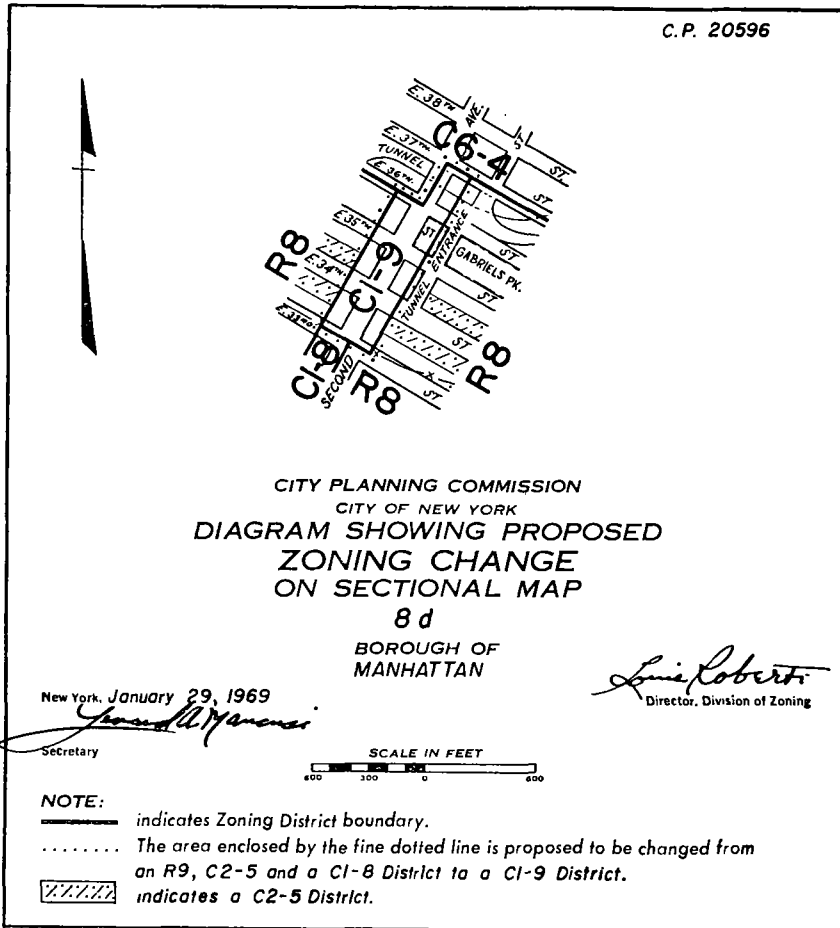 C.P. 20596
E. 38TH
AVE.
ST.
E. 37TH
C6-4
TUNNEL
E. 36TH
ST.
ST
E. 35TH
ST
ENTRANCE
ST
R8
E. 34TH
C1-9
GABRIELS PK.
ST
TUNNEL
E. 33RD
ST
C1-8
SECOND
R8
ST
R8
CITY PLANNING COMMISSION
CITY OF NEW YORK
DIAGRAM SHOWING PROPOSED
ZONING CHANGE
ON SECTIONAL MAP
8 d
BOROUGH OF
MANHATTAN
New York, January 29, 1969
Secretary
Louis Roberti
Director, Division of Zoning
SCALE IN FEET
600 300 0 600
NOTE:
indicates Zoning District boundary.
The area enclosed by the fine dotted line is proposed to be changed from
an R9, C2-5 and a C1-8 District to a C1-9 District.
indicates a C2-5 District.